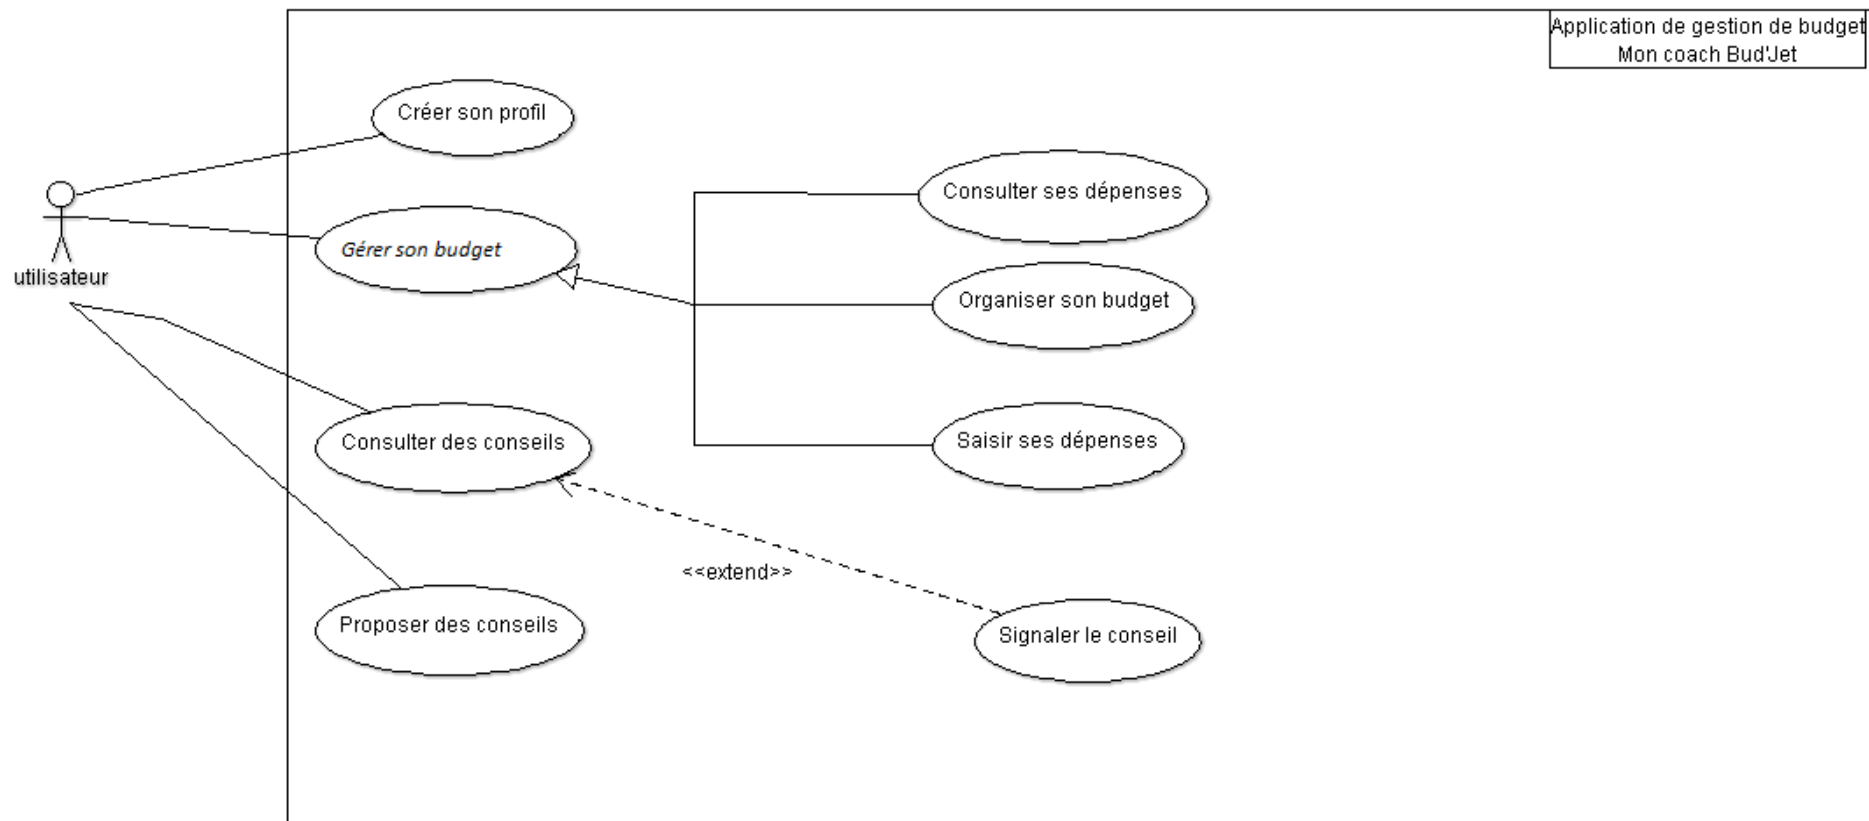 Application de gestion de budget
Mon coach Bud'Jet
Créer son profil
Consulter ses dépenses
Gérer son budget
utilisateur
Organiser son budget
Consulter des conseils
Saisir ses dépenses
<<extend>>
Proposer des conseils
Signaler le conseil